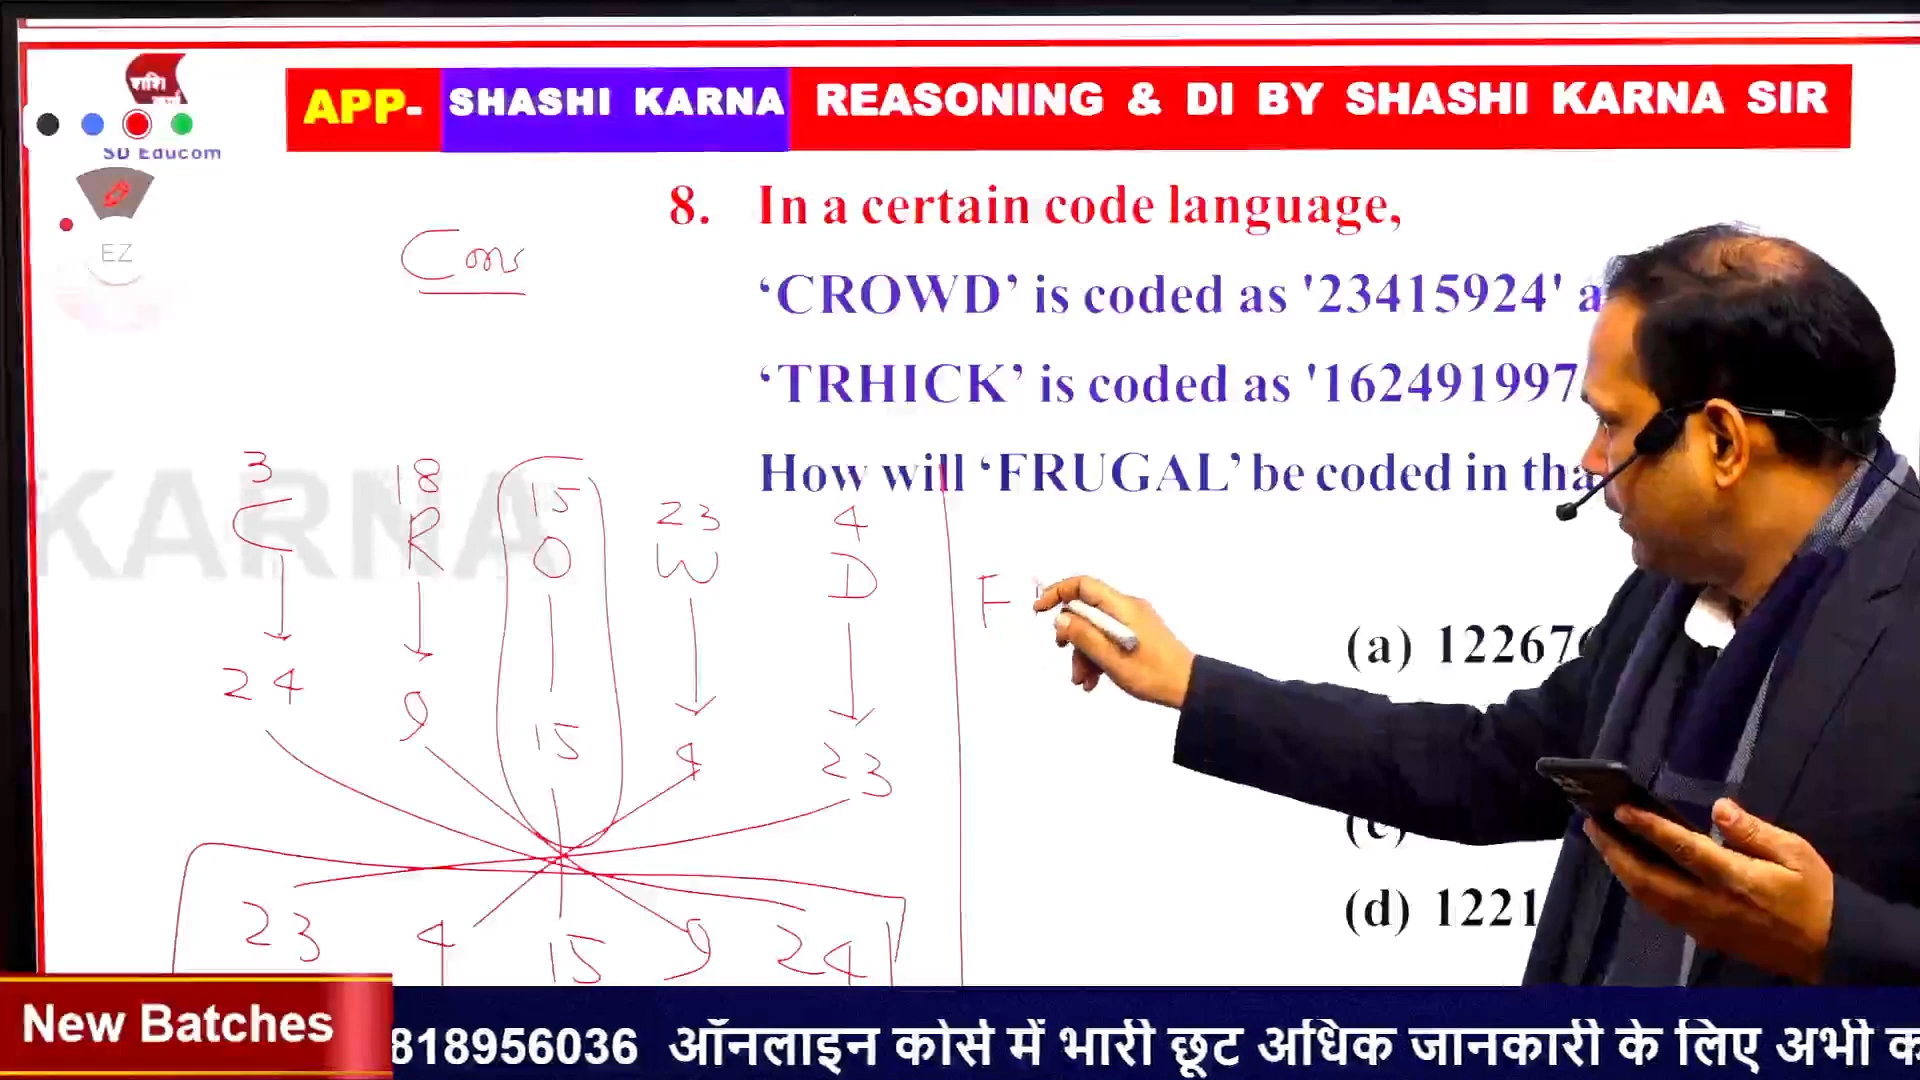 शशि
SD Educom
APP- SHASHI KARNA REASONING & DI BY SHASHI KARNA SIR
EZ
Con
8. In a certain code language,
‘CROWD’ is coded as '23415924' a
‘TRHICK’ is coded as '162491997
How will ‘FRUGAL’ be coded in tha
KARNA
3 18 15 23 4
C R O W D
24 9 15 4 23
23 4 15 9 24
F
(a) 12267
(c)
(d) 1221
New Batches
818956036 ऑनलाइन कोर्स में भारी छूट अधिक जानकारी के लिए अभी क